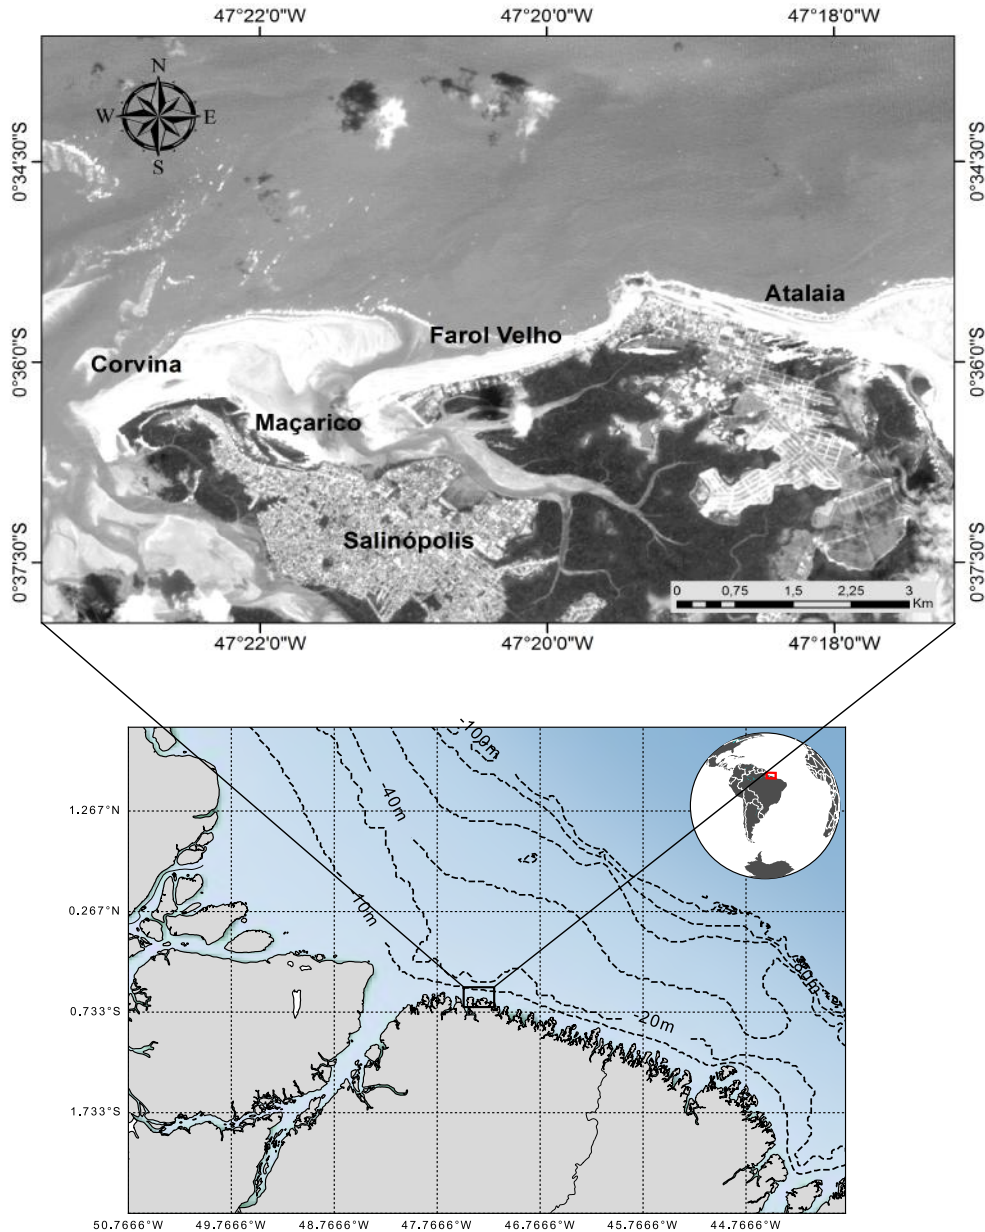 47°22'0"W 47°20'0"W 47°18'0"W
N
W E
S
0°34'30"S 0°34'30"S
Atalaia
Farol Velho
0°36'0"S 0°36'0"S
Corvina
Maçarico
Salinópolis
0°37'30"S 0°37'30"S
0 0,75 1,5 2,25 3
Km
47°22'0"W 47°20'0"W 47°18'0"W
-100m
1.267°N
-40m
0.267°N
-10m
0.733°S
-20m
1.733°S
50.7666°W 49.7666°W 48.7666°W 47.7666°W 46.7666°W 45.7666°W 44.7666°W